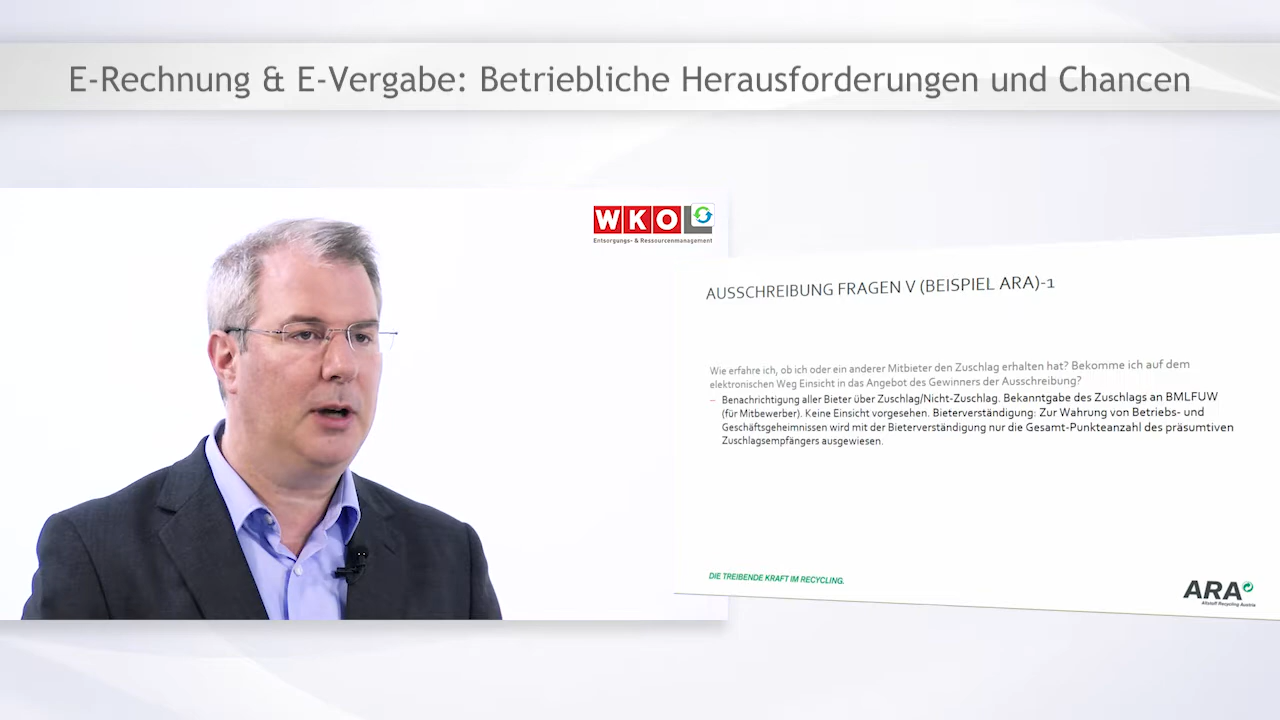 E-Rechnung & E-Vergabe: Betriebliche Herausforderungen und Chancen
WKO
Entsorgungs- & Ressourcenmanagement
AUSSCHREIBUNG FRAGEN V (BEISPIEL ARA)-1
Wie erfahre ich, ob ich oder ein anderer Mitbieter den Zuschlag erhalten hat? Bekomme ich auf dem
elektronischen Weg Einsicht in das Angebot des Gewinners der Ausschreibung?
– Benachrichtigung aller Bieter über Zuschlag/Nicht-Zuschlag. Bekanntgabe des Zuschlags an BMLFUW
(für Mitbewerber). Keine Einsicht vorgesehen. Bieterverständigung: Zur Wahrung von Betriebs- und
Geschäftsgeheimnissen wird mit der Bieterverständigung nur die Gesamt-Punkteanzahl des präsumtiven
Zuschlagsempfängers ausgewiesen.
DIE TREIBENDE KRAFT IM RECYCLING.
ARA
Altstoff Recycling Austria